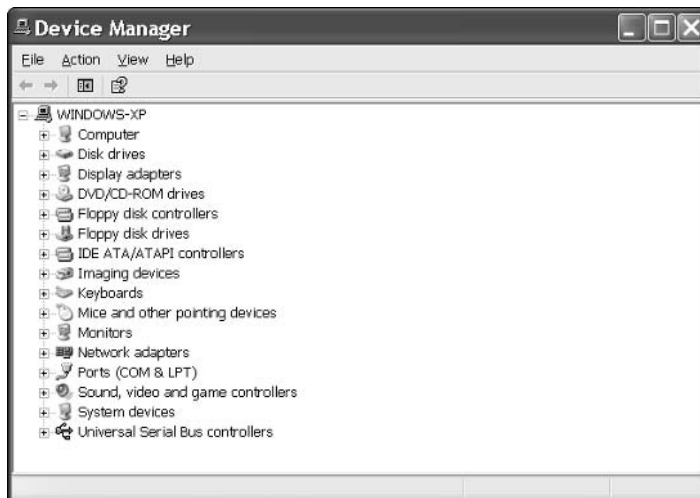 Device Manager
File Action View Help
WINDOWS-XP
Computer
Disk drives
Display adapters
DVD/CD-ROM drives
Floppy disk controllers
Floppy disk drives
IDE ATA/ATAPI controllers
Imaging devices
Keyboards
Mice and other pointing devices
Monitors
Network adapters
Ports (COM & LPT)
Sound, video and game controllers
System devices
Universal Serial Bus controllers